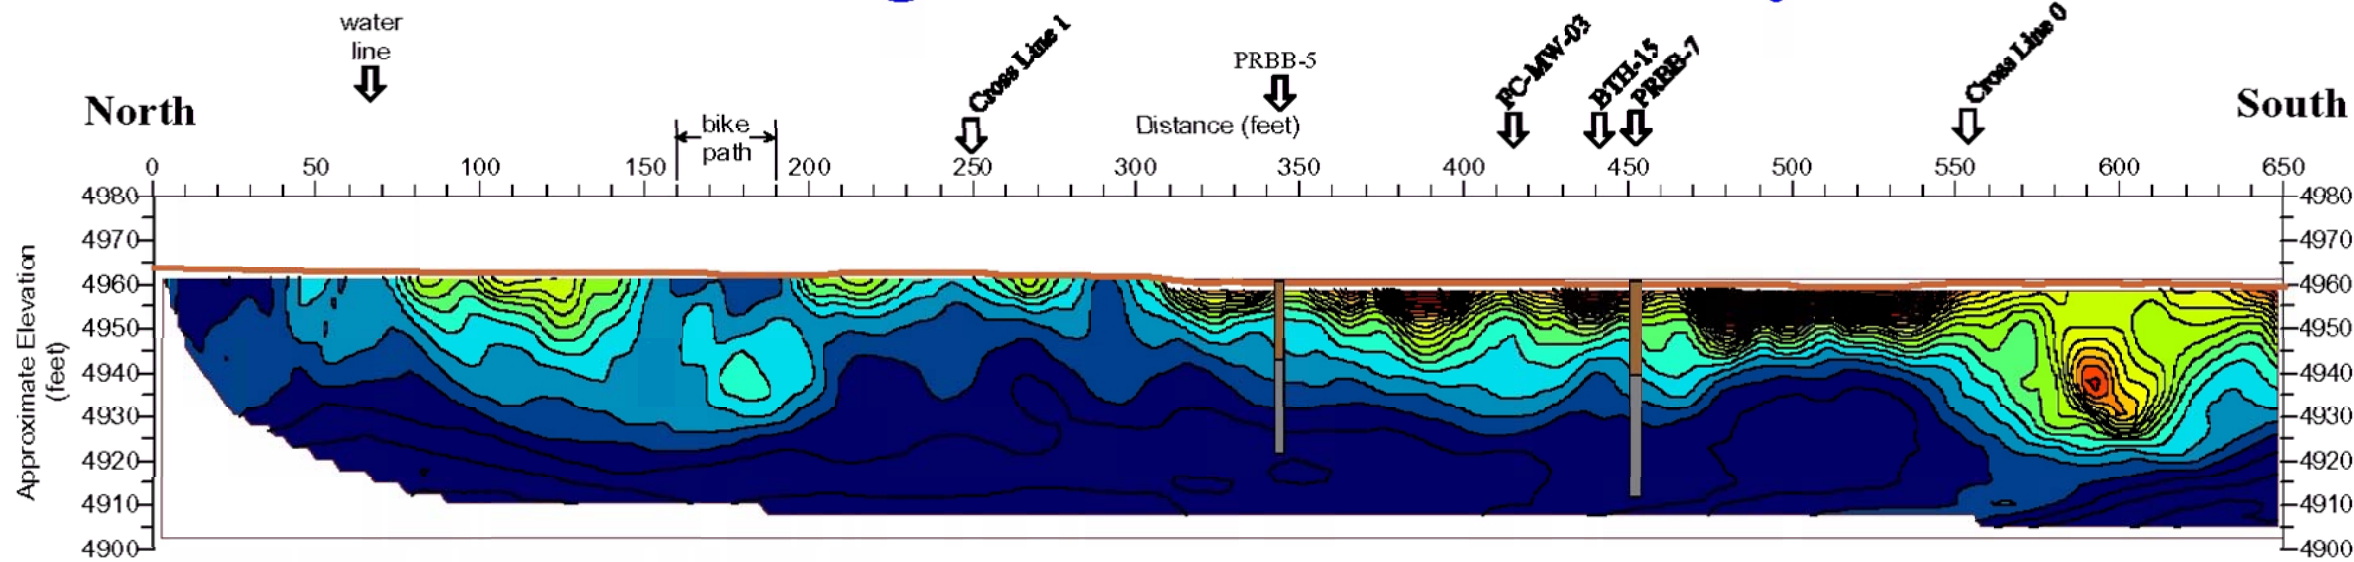 water
line
North
bike
path
Cross Line 1
PRBB-5
Distance (feet)
FC-MW-03
BTH-15
PRBB-7
Cross Line 0
South
0 50 100 150 200 250 300 350 400 450 500 550 600 650
4980 4980
4970 4970
4960 4960
4950 4950
4940 4940
4930 4930
4920 4920
4910 4910
4900 4900
Approximate Elevation
(feet)